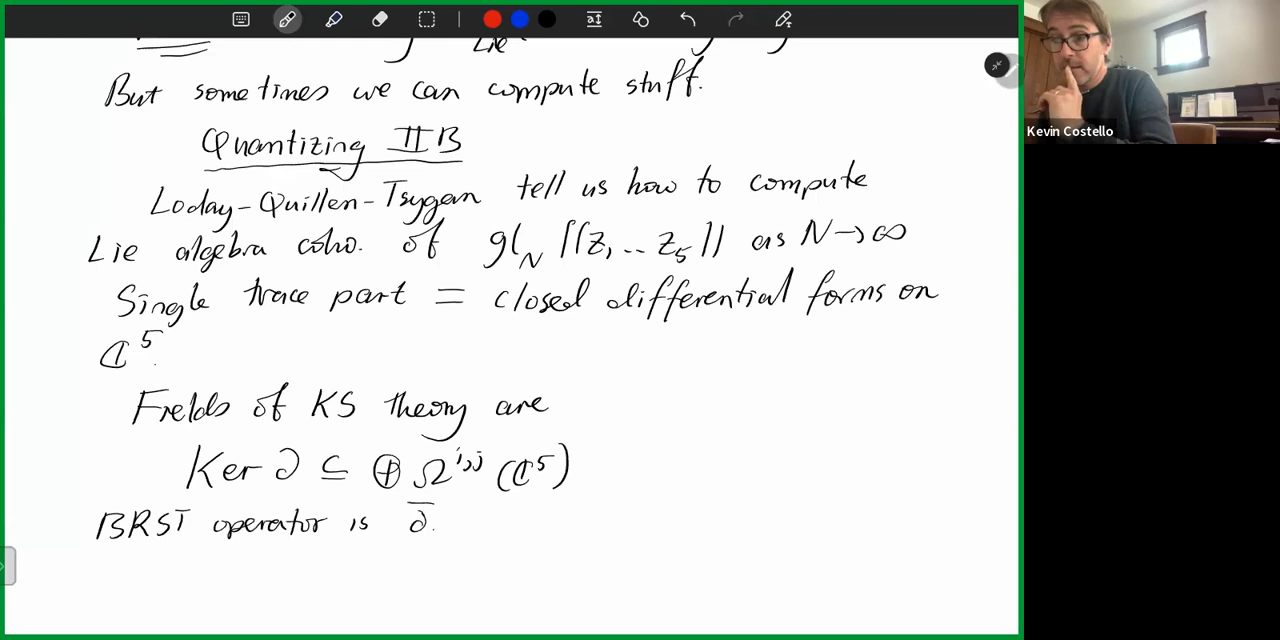 Lie
But sometimes we can compute stuff.
Quantizing IIB
Loday-Quillen-Tsygan tell us how to compute
Lie algebra coho. of gl_N [[z, .. z_5]] as N→∞
Single trace part = closed differential forms on
ℂ^5.
Fields of KS theory are
Ker ∂ ⊆ ⊕ Ω^{i,j} (ℂ^5)
BRST operator is ∂̄.
Kevin Costello